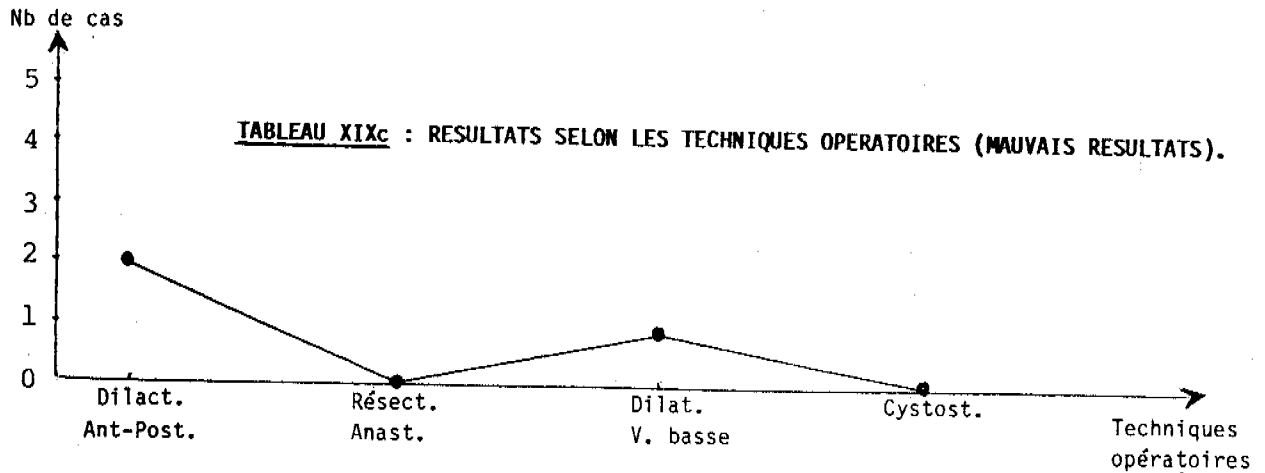 Nb de cas
5
4
TABLEAU XIXc : RESULTATS SELON LES TECHNIQUES OPERATOIRES (MAUVAIS RESULTATS).
3
2
1
0
Dilact. Résect. Dilat. Cystost.
Ant-Post. Anast. V. basse Techniques
opératoires